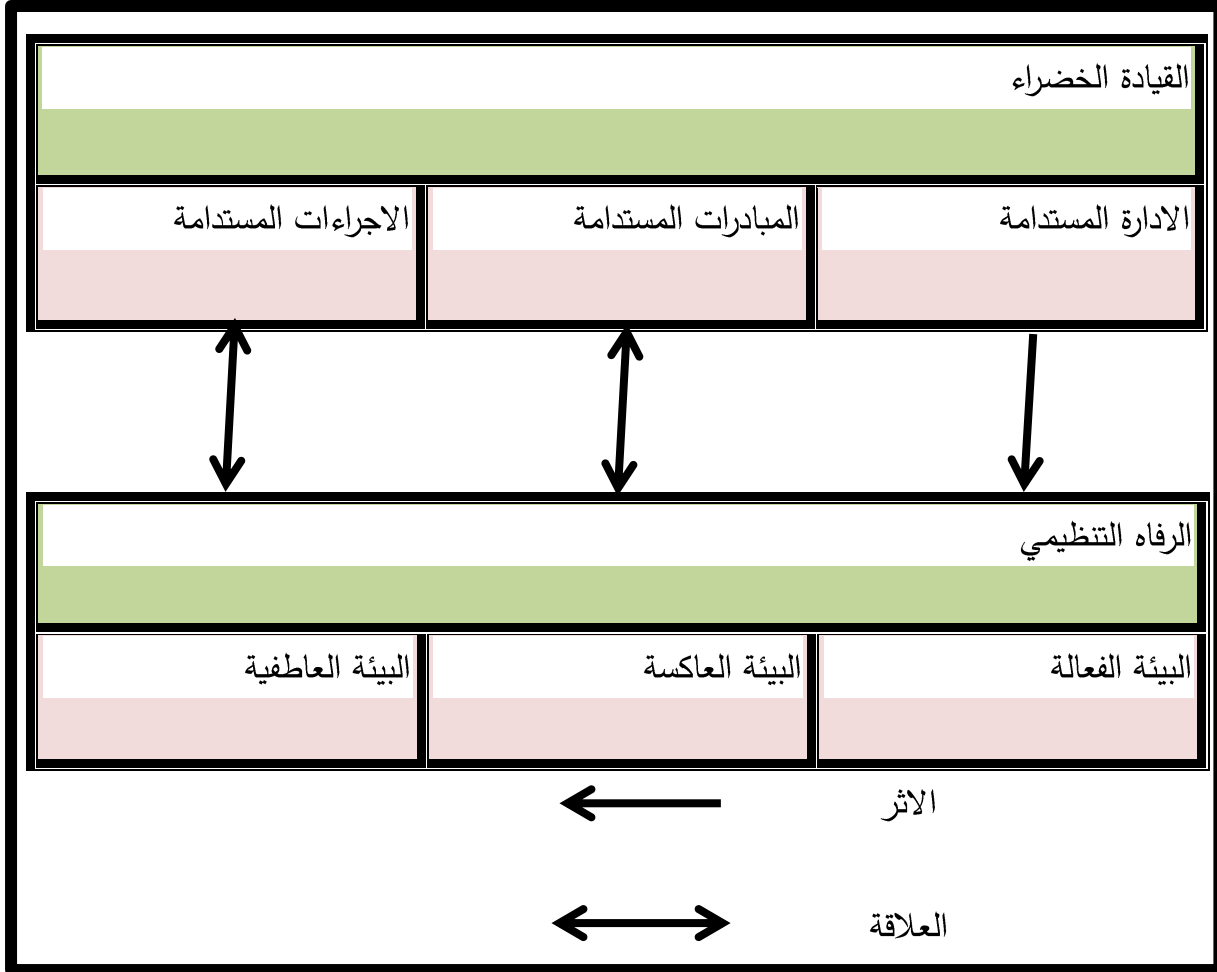 القيادة الخضراء
الادارة المستدامة
المبادرات المستدامة
الاجراءات المستدامة
الرفاه التنظيمي
البيئة الفعالة
البيئة العاكسة
البيئة العاطفية
الاثر
العلاقة